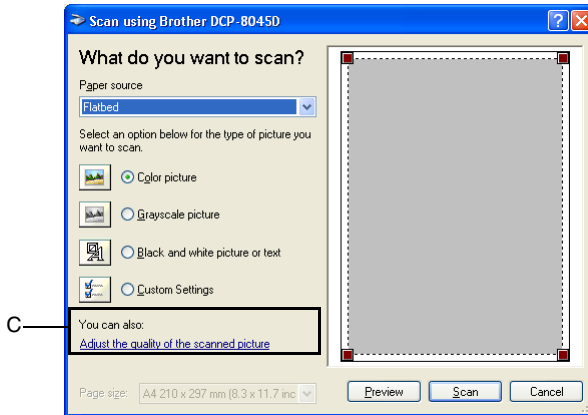 Scan using Brother DCP-8045D
What do you want to scan?
Paper source
Flatbed
Select an option below for the type of picture you
want to scan.
Color picture
Grayscale picture
Black and white picture or text
Custom Settings
C
You can also:
Adjust the quality of the scanned picture
Page size: A4 210 x 297 mm (8.3 x 11.7 inc
Preview Scan Cancel